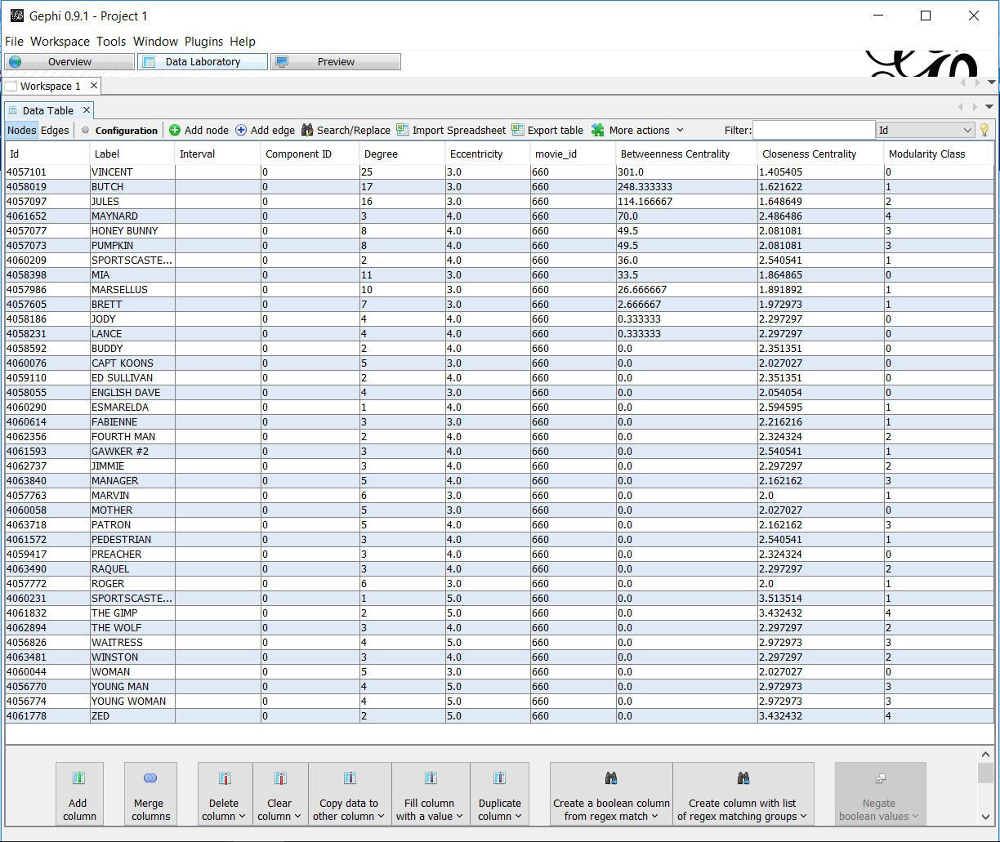 Gephi 0.9.1 - Project 1
File Workspace Tools Window Plugins Help
Overview Data Laboratory Preview
Workspace 1
Data Table
Nodes Edges Configuration Add node Add edge Search/Replace Import Spreadsheet Export table More actions Filter: Id
Id Label Interval Component ID Degree Eccentricity movie_id Betweenness Centrality Closeness Centrality Modularity Class
4057101 VINCENT 0 25 3.0 660 301.0 1.405405 0
4058019 BUTCH 0 17 3.0 660 248.333333 1.621622 1
4057097 JULES 0 16 3.0 660 114.166667 1.648649 2
4061652 MAYNARD 0 3 4.0 660 70.0 2.486486 4
4057077 HONEY BUNNY 0 8 4.0 660 49.5 2.081081 3
4057073 PUMPKIN 0 8 4.0 660 49.5 2.081081 3
4060209 SPORTSCASTE... 0 2 4.0 660 36.0 2.540541 1
4058398 MIA 0 11 3.0 660 33.5 1.864865 0
4057986 MARSELLUS 0 10 3.0 660 26.666667 1.891892 1
4057605 BRETT 0 7 3.0 660 2.666667 1.972973 1
4058186 JODY 0 4 4.0 660 0.333333 2.297297 0
4058231 LANCE 0 4 4.0 660 0.333333 2.297297 0
4058592 BUDDY 0 2 4.0 660 0.0 2.351351 0
4060076 CAPT KOONS 0 5 3.0 660 0.0 2.027027 0
4059110 ED SULLIVAN 0 2 4.0 660 0.0 2.351351 0
4058055 ENGLISH DAVE 0 4 3.0 660 0.0 2.054054 0
4060290 ESMARELDA 0 1 4.0 660 0.0 2.594595 1
4060614 FABIENNE 0 3 3.0 660 0.0 2.216216 1
4062356 FOURTH MAN 0 2 4.0 660 0.0 2.324324 2
4061593 GAWKER #2 0 3 4.0 660 0.0 2.540541 1
4062737 JIMMIE 0 3 4.0 660 0.0 2.297297 2
4063840 MANAGER 0 5 4.0 660 0.0 2.162162 3
4057763 MARVIN 0 6 3.0 660 0.0 2.0 1
4060058 MOTHER 0 5 3.0 660 0.0 2.027027 0
4063718 PATRON 0 5 4.0 660 0.0 2.162162 3
4061572 PEDESTRIAN 0 3 4.0 660 0.0 2.540541 1
4059417 PREACHER 0 3 4.0 660 0.0 2.324324 0
4063490 RAQUEL 0 3 4.0 660 0.0 2.297297 2
4057772 ROGER 0 6 3.0 660 0.0 2.0 1
4060231 SPORTSCASTE... 0 1 5.0 660 0.0 3.513514 1
4061832 THE GIMP 0 2 5.0 660 0.0 3.432432 4
4062894 THE WOLF 0 3 4.0 660 0.0 2.297297 2
4056826 WAITRESS 0 4 5.0 660 0.0 2.972973 3
4063481 WINSTON 0 3 4.0 660 0.0 2.297297 2
4060044 WOMAN 0 5 3.0 660 0.0 2.027027 0
4056770 YOUNG MAN 0 4 5.0 660 0.0 2.972973 3
4056774 YOUNG WOMAN 0 4 5.0 660 0.0 2.972973 3
4061778 ZED 0 2 5.0 660 0.0 3.432432 4
Add Merge Delete Clear Copy data to Fill column Duplicate Create a boolean column Create column with list Negate
column columns column column other column with a value column from regex match of regex matching groups boolean values